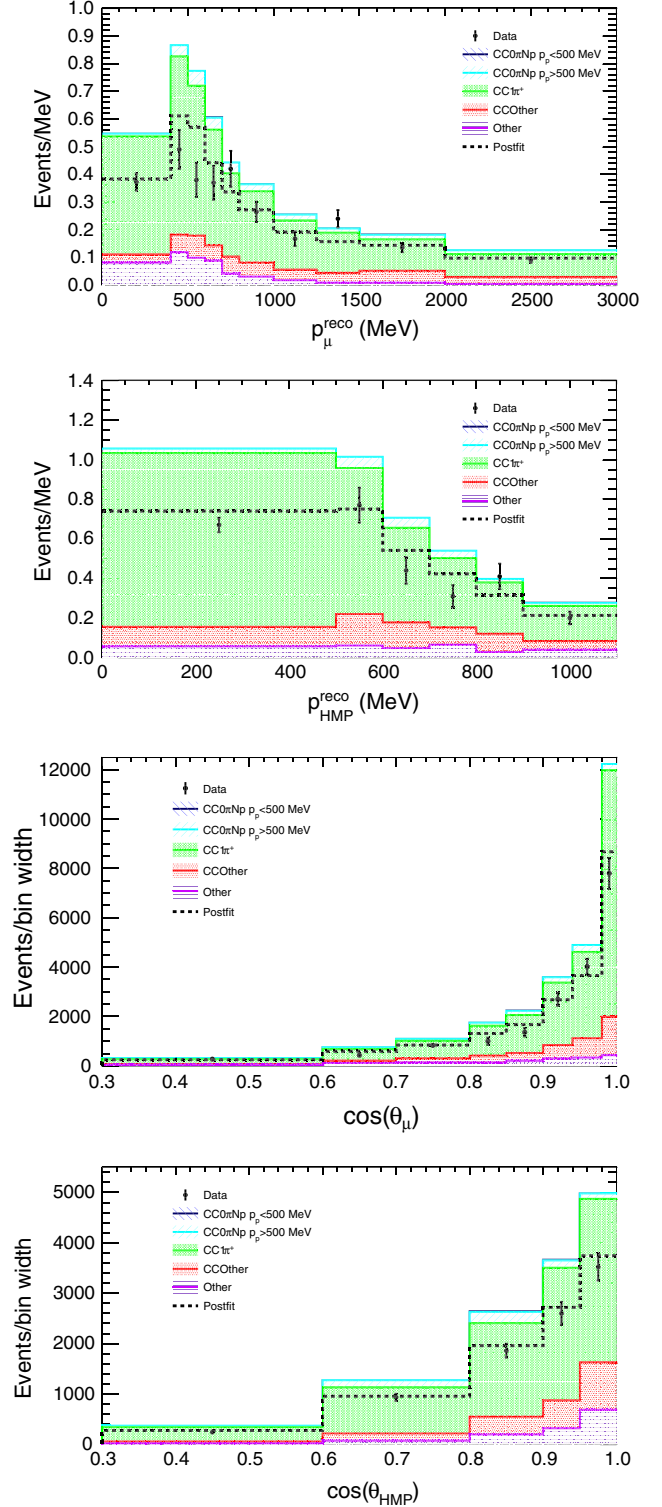 1.0
0.9
0.8
0.7
0.6
0.5
0.4
0.3
0.2
0.1
0.0
Events/MeV
Data
CC0πNp p_p<500 MeV
CC0πNp p_p>500 MeV
CC1π⁺
CCOther
Other
Postfit
0 500 1000 1500 2000 2500 3000
p_μ^reco (MeV)
1.4
1.2
1.0
0.8
0.6
0.4
0.2
0.0
Events/MeV
Data
CC0πNp p_p<500 MeV
CC0πNp p_p>500 MeV
CC1π⁺
CCOther
Other
Postfit
0 200 400 600 800 1000
p_HMP^reco (MeV)
12000
10000
8000
6000
4000
2000
0
Events/bin width
Data
CC0πNp p_p<500 MeV
CC0πNp p_p>500 MeV
CC1π⁺
CCOther
Other
Postfit
0.3 0.4 0.5 0.6 0.7 0.8 0.9 1.0
cos(θ_μ)
5000
4000
3000
2000
1000
0
Events/bin width
Data
CC0πNp p_p<500 MeV
CC0πNp p_p>500 MeV
CC1π⁺
CCOther
Other
Postfit
0.3 0.4 0.5 0.6 0.7 0.8 0.9 1.0
cos(θ_HMP)